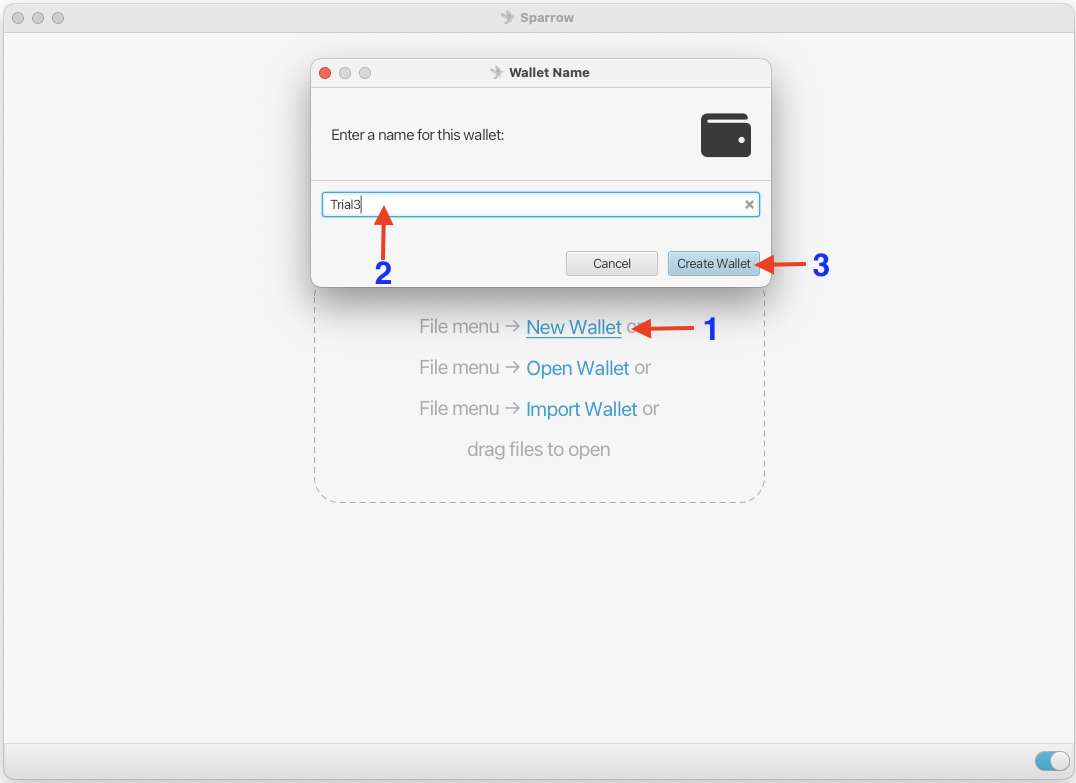 Sparrow
Wallet Name
Enter a name for this wallet:
Trial3
2
Cancel
Create Wallet
3
File menu → New Wallet or
1
File menu → Open Wallet or
File menu → Import Wallet or
drag files to open